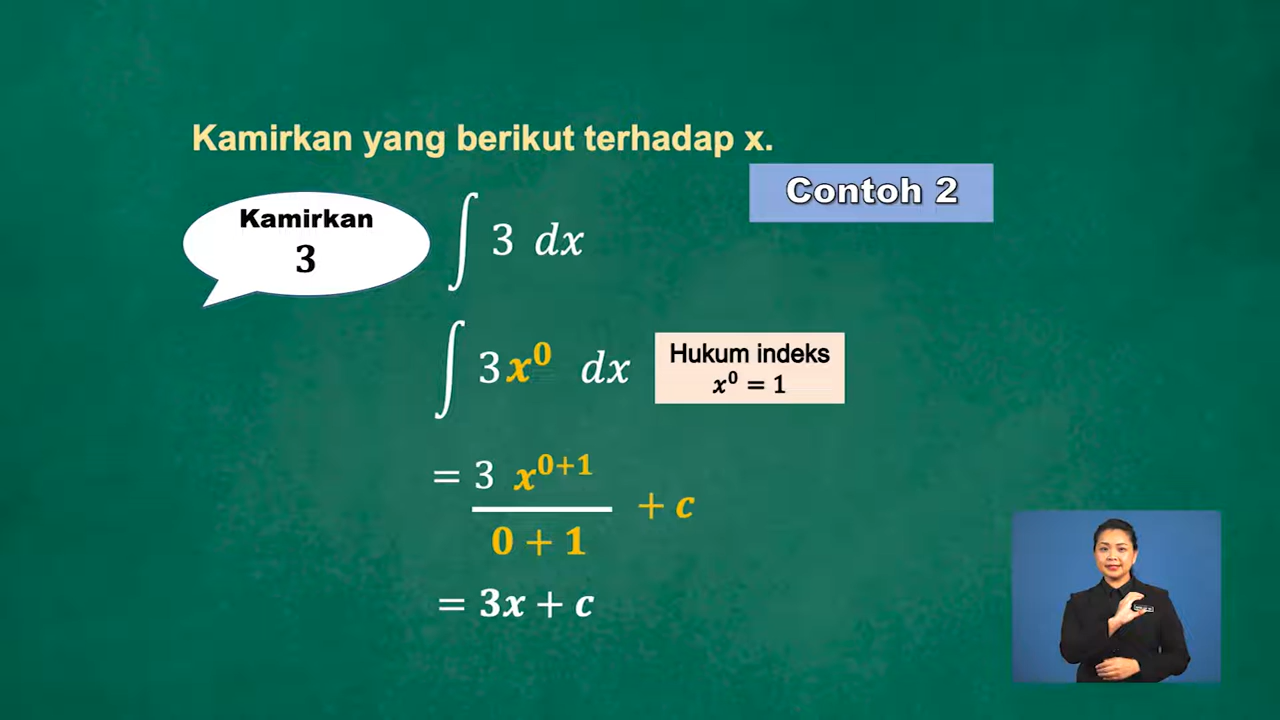 Kamirkan yang berikut terhadap x.
Contoh 2
Kamirkan
3
∫ 3 dx
∫ 3x⁰ dx
Hukum indeks
x⁰ = 1
= 3 x⁰⁺¹
+ c
0 + 1
= 3x + c